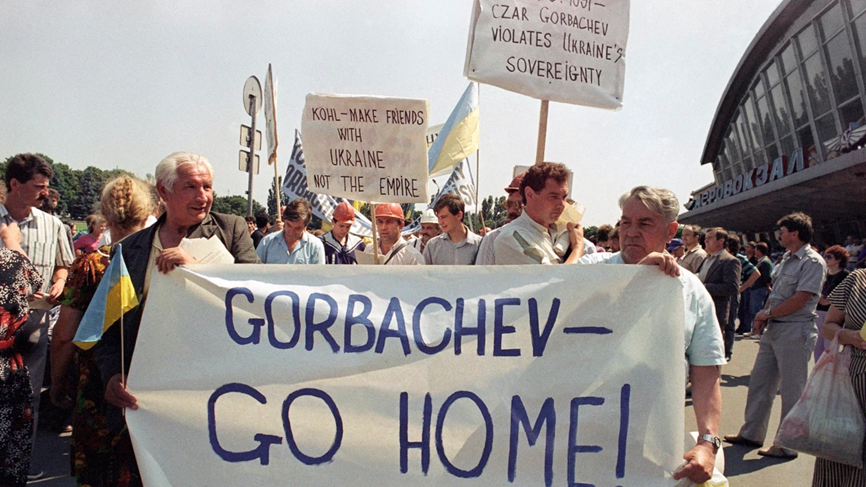 CZAR GORBACHEV
VIOLATES UKRAINE'S
SOVEREIGNTY
KOHL-MAKE FRIENDS
WITH
UKRAINE
NOT THE EMPIRE
АЕРОВОКЗАЛ
GORBACHEV—
GO HOME!